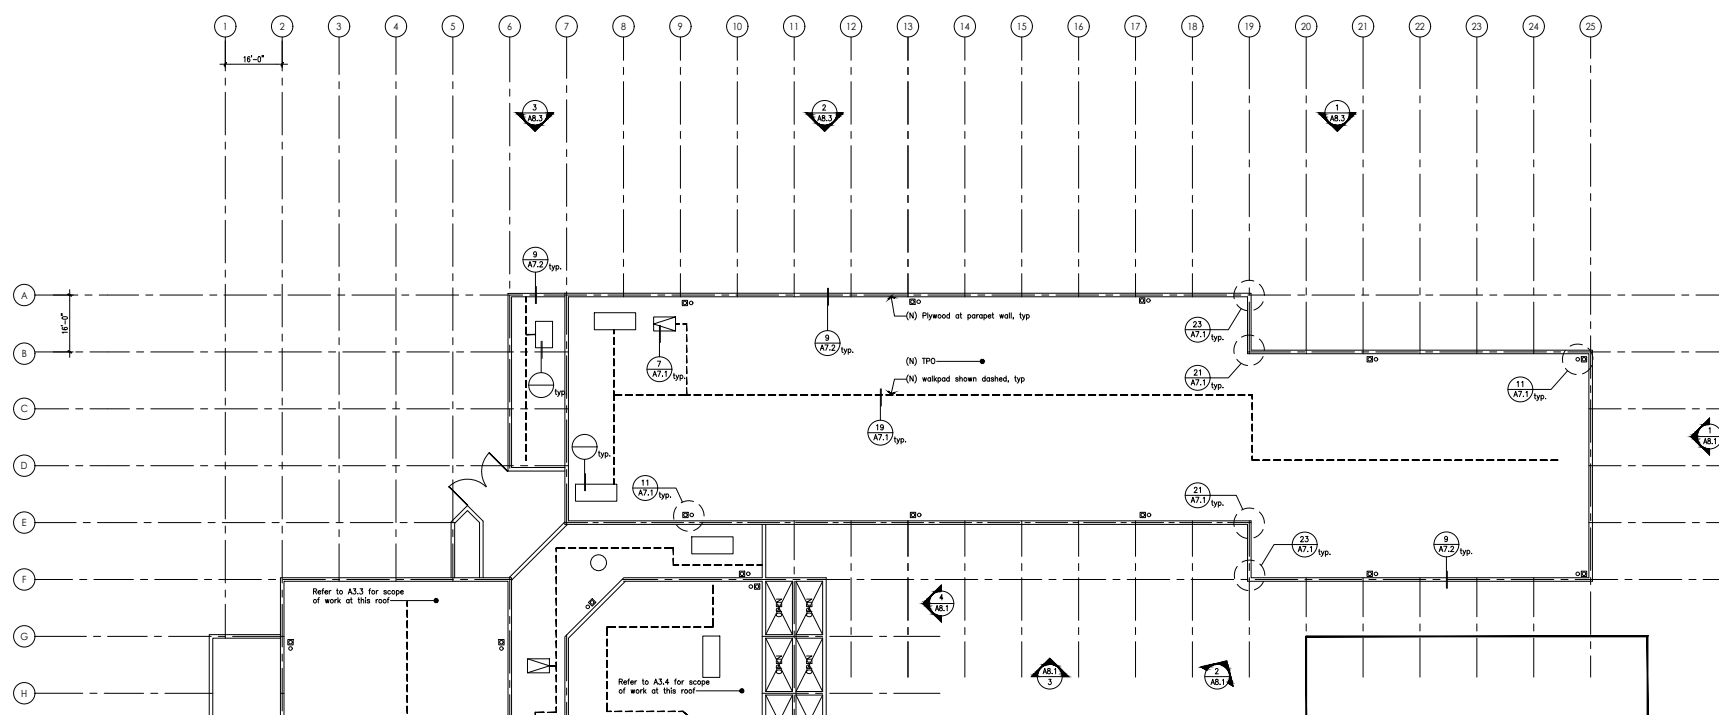 1 2 3 4 5 6 7 8 9 10 11 12 13 14 15 16 17 18 19 20 21 22 23 24 25
16'-0"
3
A8.3
2
A8.3
1
A8.3
9
A7.2 typ.
A
16'-0"
(N) Plywood at parapet wall, typ
23
A7.1 typ.
9
A7.2 typ.
B
(N) TPO
7
A7.1 typ.
21
A7.1 typ.
(N) walkpad shown dashed, typ
typ.
11
A7.1 typ.
C
19
A7.1 typ.
1
A8.1
typ.
D
11
A7.1 typ.
21
A7.1 typ.
E
23
A7.1 typ.
9
A7.2 typ.
F
Refer to A3.3 for scope
of work at this roof
4
A8.1
OPEN OPEN
G
OPEN OPEN
A8.1
3
2
A8.1
Refer to A3.4 for scope
of work at this roof
H